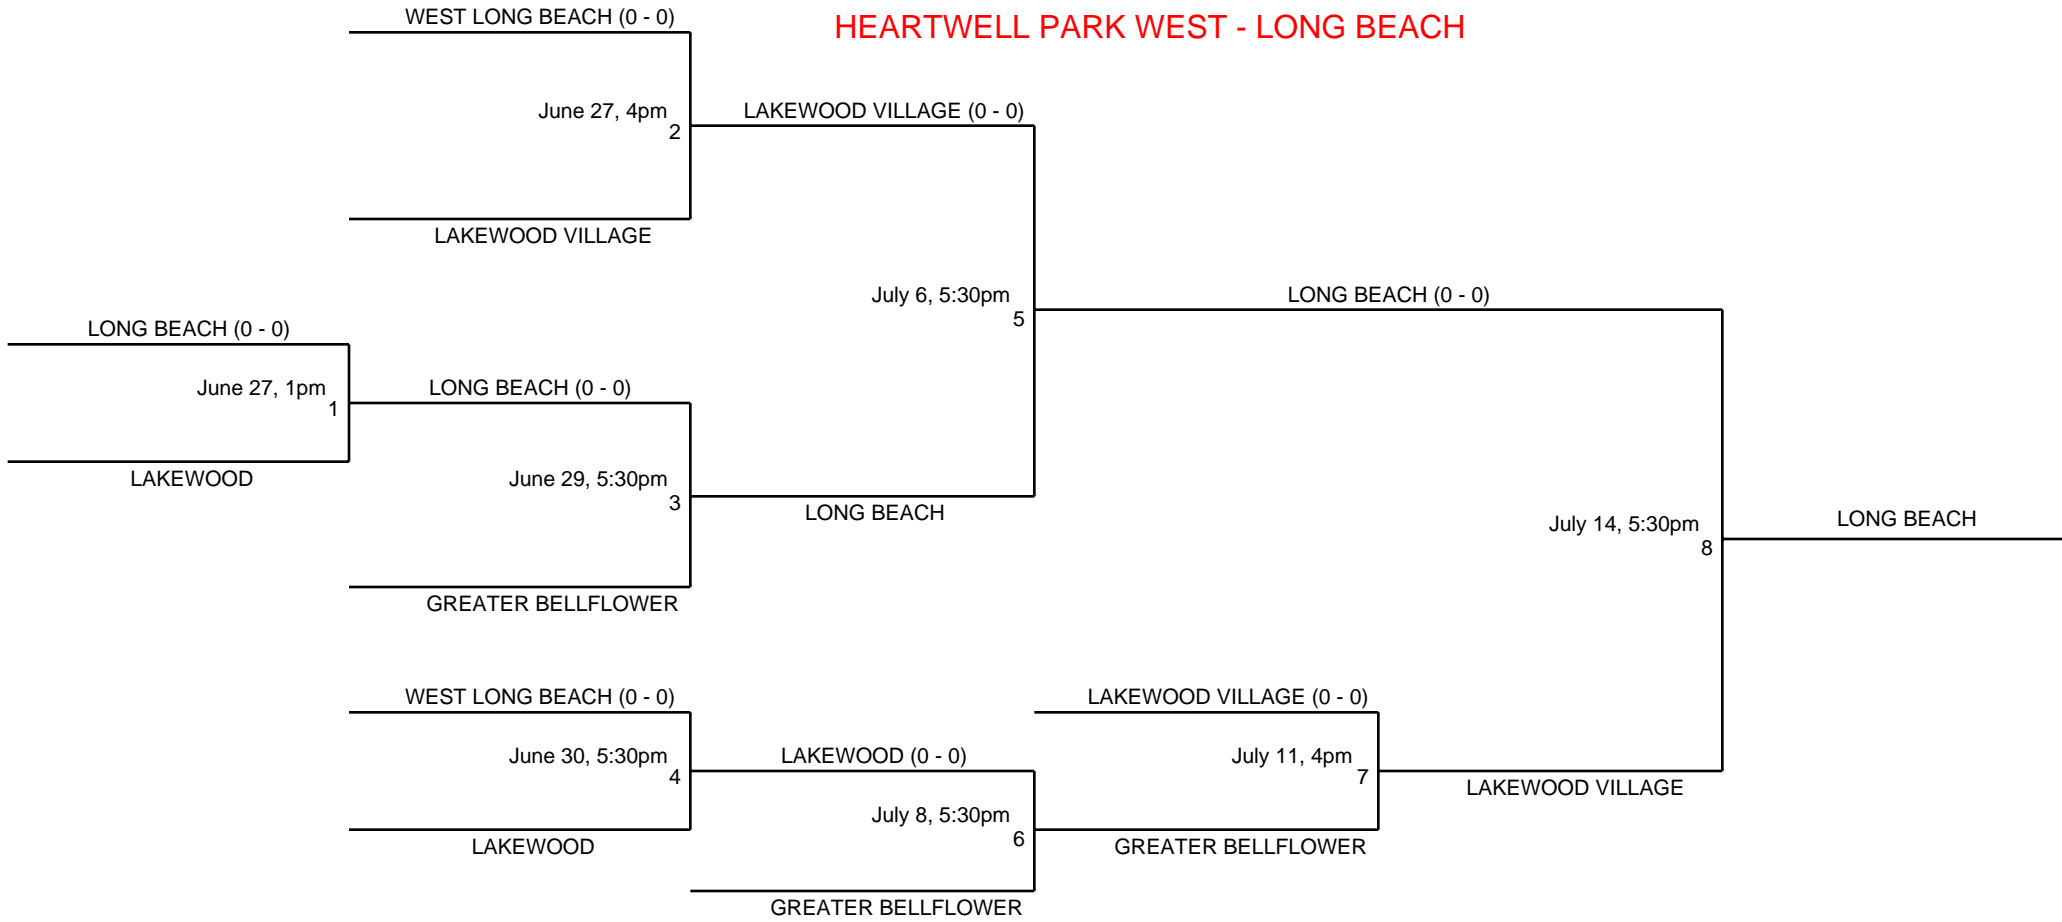 WEST LONG BEACH (0 - 0)
HEARTWELL PARK WEST - LONG BEACH
June 27, 4pm
2
LAKEWOOD VILLAGE (0 - 0)
LAKEWOOD VILLAGE
July 6, 5:30pm
5
LONG BEACH (0 - 0)
LONG BEACH (0 - 0)
June 27, 1pm
1
LONG BEACH (0 - 0)
LAKEWOOD
June 29, 5:30pm
3
LONG BEACH
July 14, 5:30pm
8
LONG BEACH
GREATER BELLFLOWER
WEST LONG BEACH (0 - 0)
LAKEWOOD VILLAGE (0 - 0)
June 30, 5:30pm
4
LAKEWOOD (0 - 0)
July 11, 4pm
7
LAKEWOOD VILLAGE
July 8, 5:30pm
6
LAKEWOOD
GREATER BELLFLOWER
GREATER BELLFLOWER